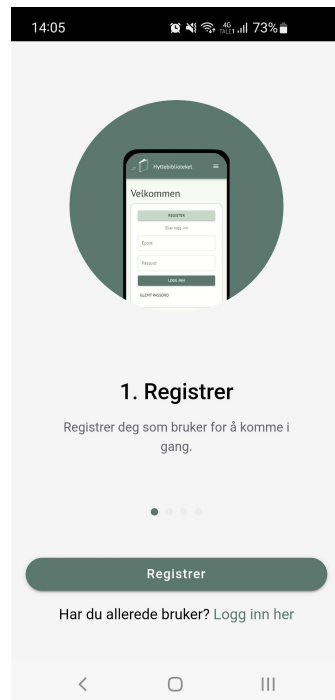 14:05
4G
73%
Hyttebiblioteket
Velkommen
REGISTER
Eller logg inn
Epost
Passord
LOGG INN
GLEMT PASSORD
1. Registrer
Registrer deg som bruker for å komme i
gang.
Registrer
Har du allerede bruker? Logg inn her